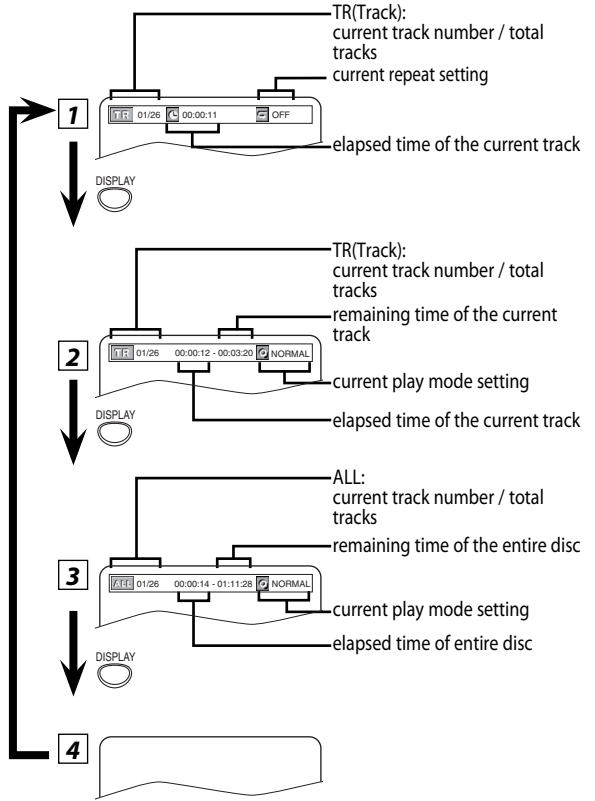 TR(Track):
current track number / total
tracks
current repeat setting
1
TR 01/26 00:00:11 OFF
elapsed time of the current track
DISPLAY
TR(Track):
current track number / total
tracks
remaining time of the current
track
2
TR 01/26 00:00:12 - 00:03:20 NORMAL
current play mode setting
elapsed time of the current track
DISPLAY
ALL:
current track number / total
tracks
remaining time of the entire disc
3
ALL 01/26 00:00:14 - 01:11:28 NORMAL
current play mode setting
elapsed time of entire disc
DISPLAY
4